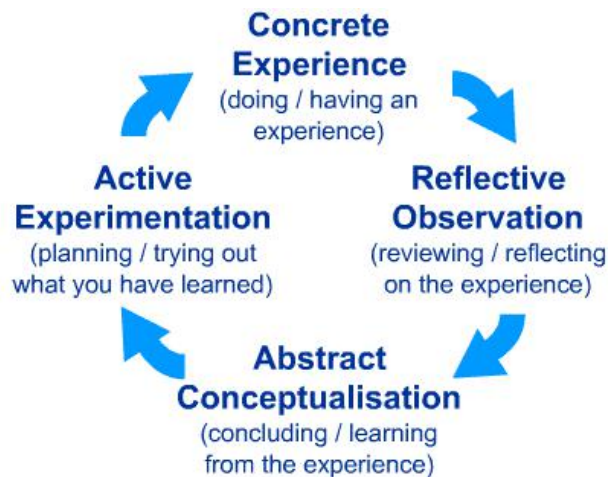 Concrete
Experience
(doing / having an
experience)
Reflective
Observation
(reviewing / reflecting
on the experience)
Abstract
Conceptualisation
(concluding / learning
from the experience)
Active
Experimentation
(planning / trying out
what you have learned)